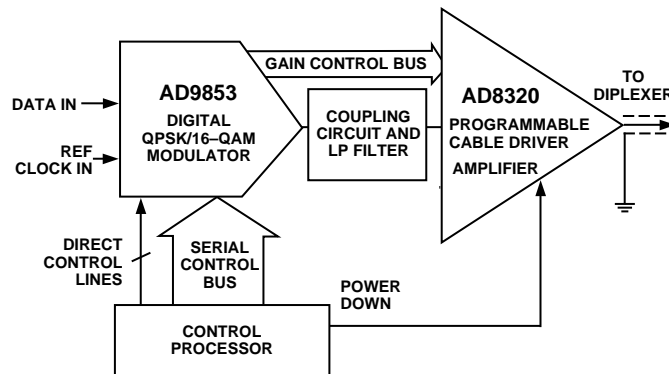 GAIN CONTROL BUS
TO
DIPLEXER
AD9853
DIGITAL
QPSK/16–QAM
MODULATOR
DATA IN
REF
CLOCK IN
COUPLING
CIRCUIT AND
LP FILTER
AD8320
PROGRAMMABLE
CABLE DRIVER
AMPLIFIER
DIRECT
CONTROL
LINES
SERIAL
CONTROL
BUS
POWER
DOWN
CONTROL
PROCESSOR